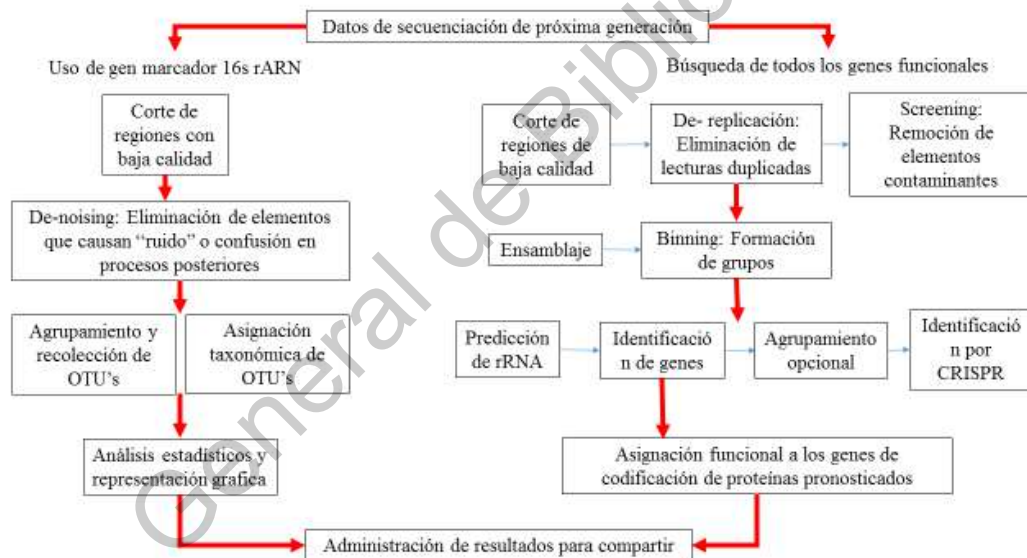 Datos de secuenciación de próxima generación
Uso de gen marcador 16s rARN
Búsqueda de todos los genes funcionales
Corte de
regiones con
baja calidad
Corte de
regiones de
baja calidad
De- replicación:
Eliminación de
lecturas duplicadas
Screening:
Remoción de
elementos
contaminantes
De-noising: Eliminación de elementos
que causan “ruido” o confusión en
procesos posteriores
Ensamblaje
Binning: Formación
de grupos
Agrupamiento y
recolección de
OTU’s
Asignación
taxonómica de
OTU’s
Predicción
de rRNA
Identificació
n de genes
Agrupamiento
opcional
Identificació
n por
CRISPR
Análisis estadísticos y
representación grafica
Asignación funcional a los genes de
codificación de proteínas pronosticados
Administración de resultados para compartir
General de Biblio